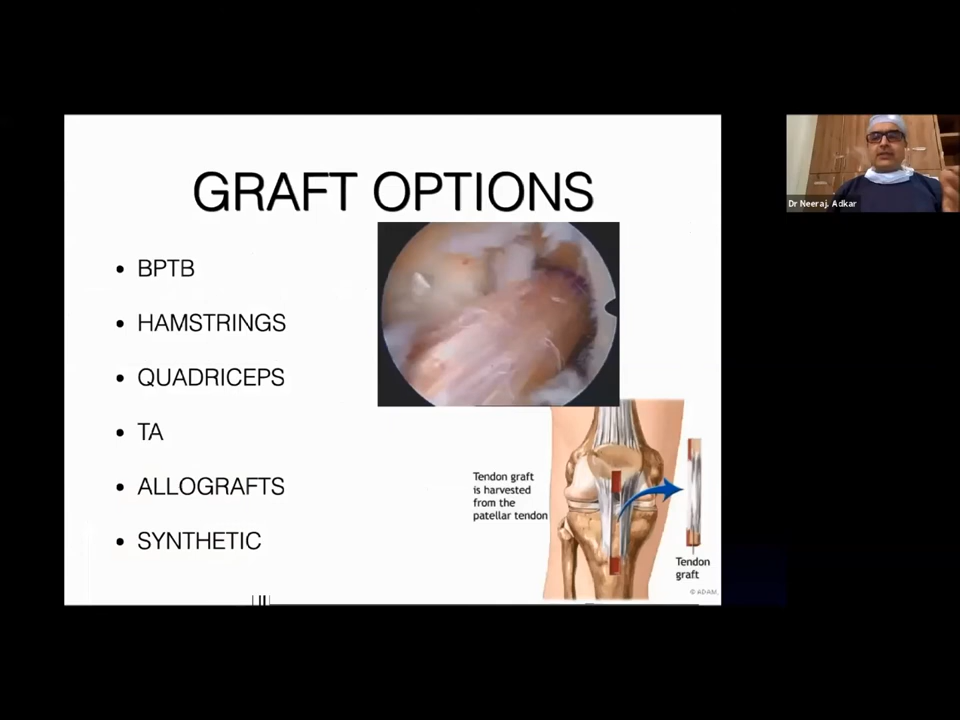 GRAFT OPTIONS
• BPTB
• HAMSTRINGS
• QUADRICEPS
• TA
• ALLOGRAFTS
• SYNTHETIC
Tendon graft
is harvested
from the
patellar tendon
Tendon
graft
© ADAM.
Dr Neeraj. Adkar